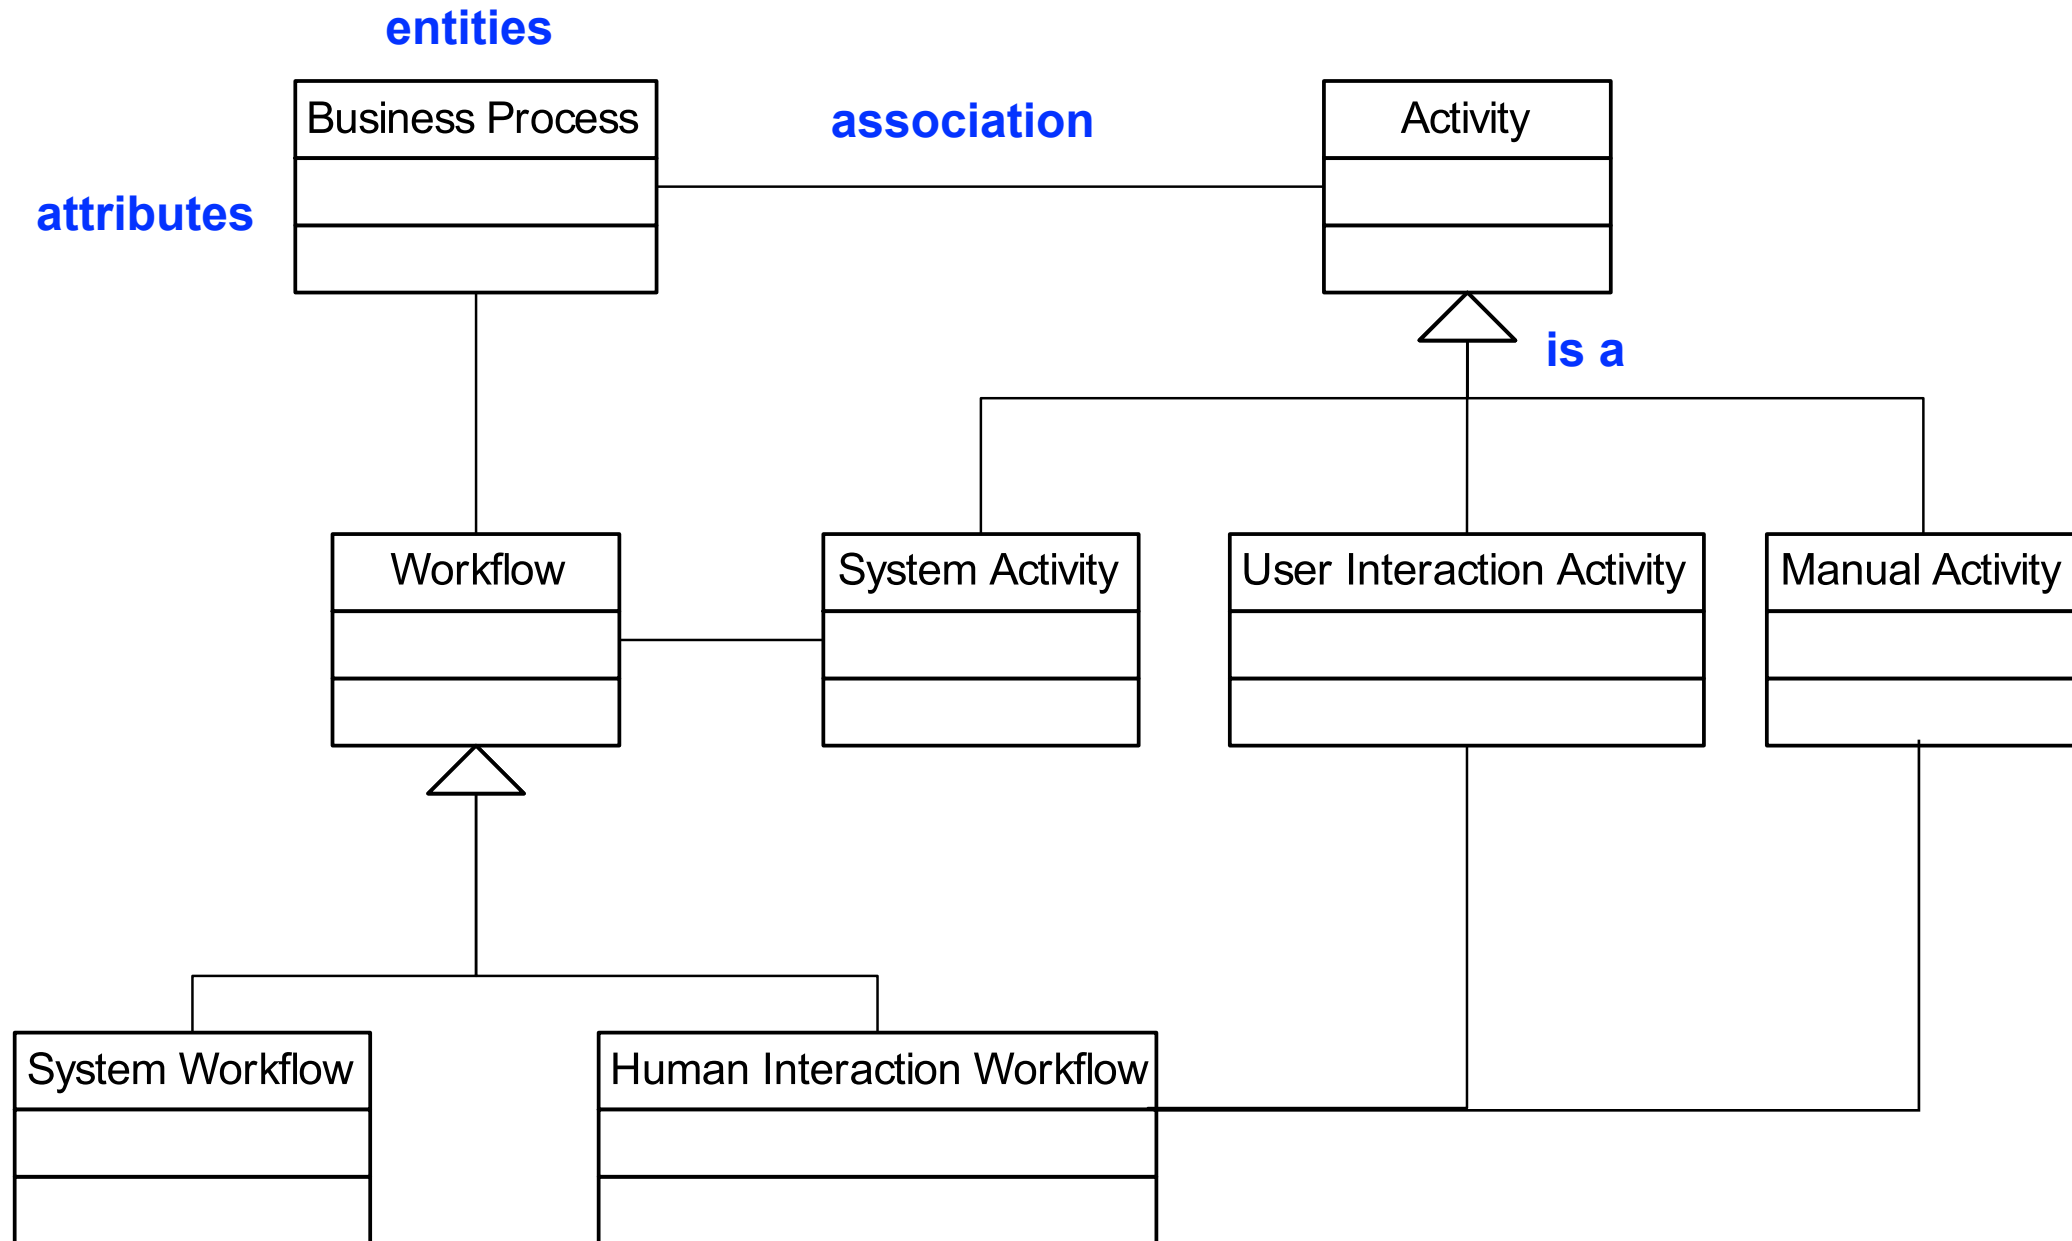 entities
Business Process
association
Activity
attributes
is a
Workflow
System Activity
User Interaction Activity
Manual Activity
System Workflow
Human Interaction Workflow